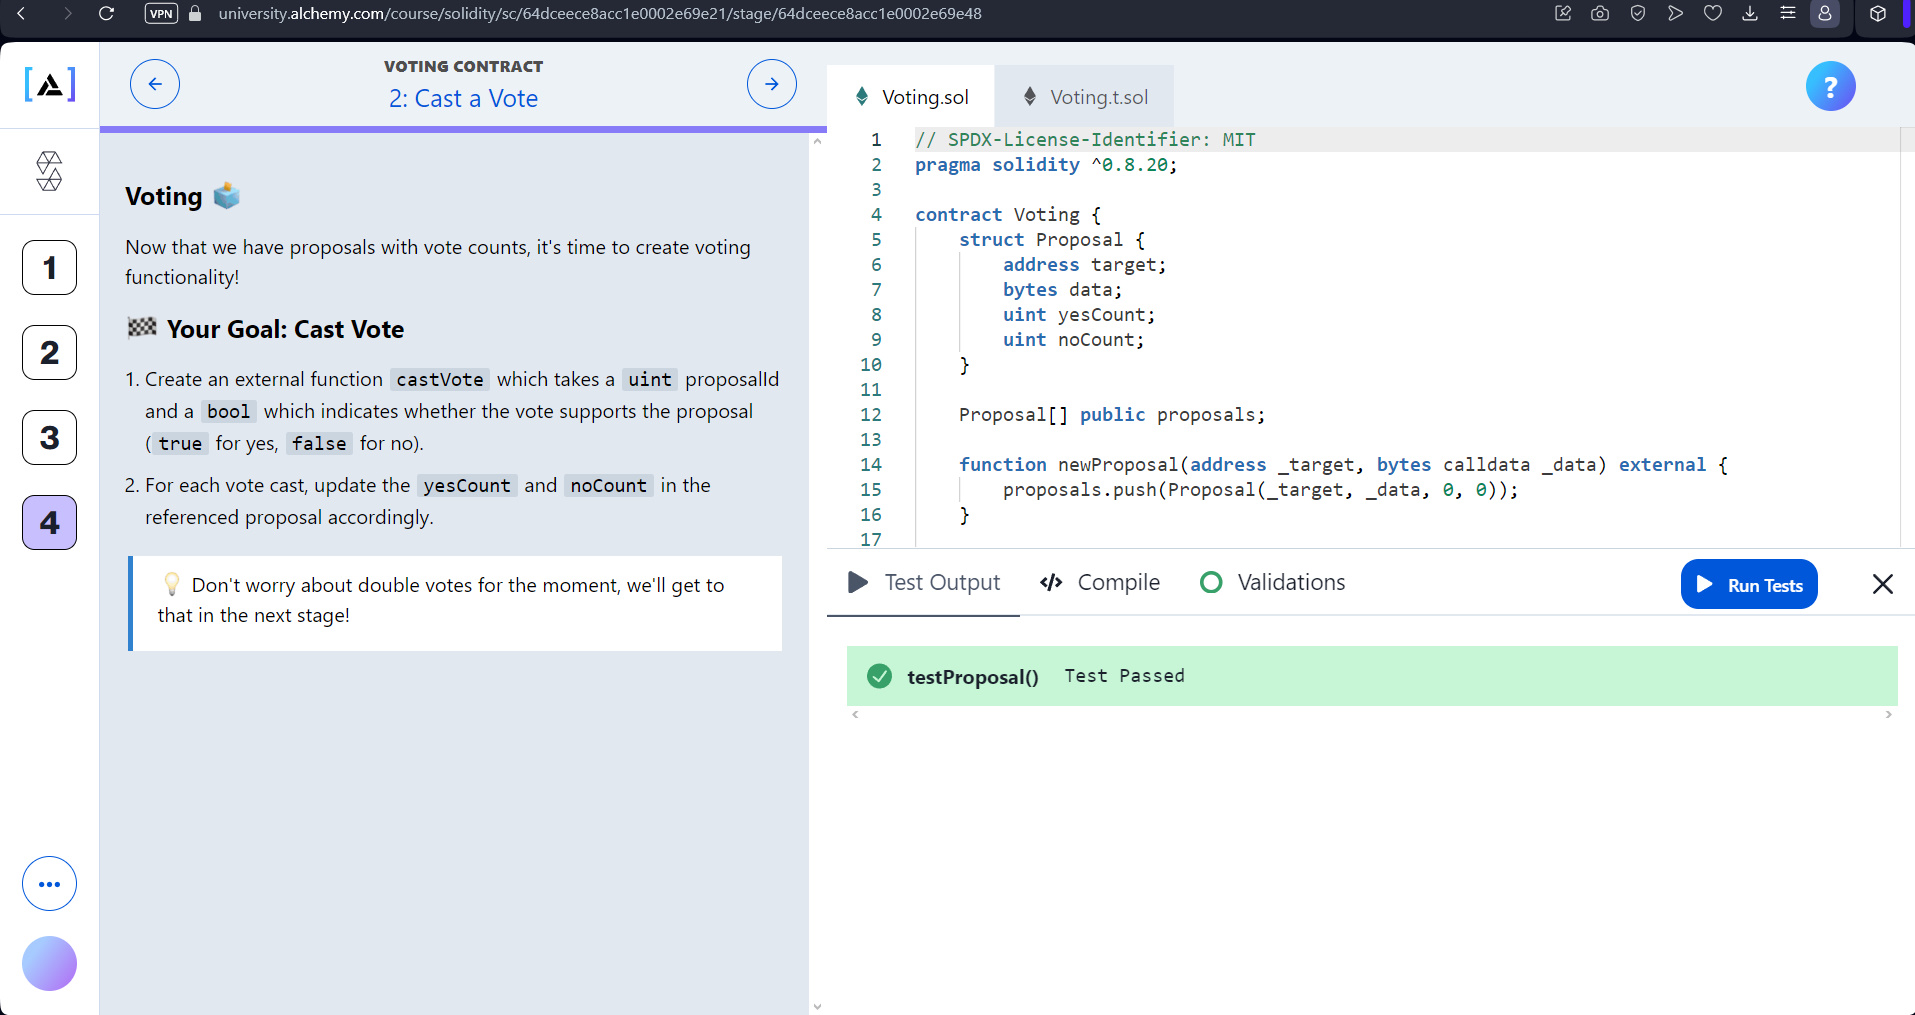 VPN
university.alchemy.com/course/solidity/sc/64dceece8acc1e0002e69e21/stage/64dceece8acc1e0002e69e48
[A]
1
2
3
4
VOTING CONTRACT
2: Cast a Vote
Voting
Now that we have proposals with vote counts, it's time to create voting
functionality!
Your Goal: Cast Vote
1. Create an external function castVote which takes a uint proposalId
and a bool which indicates whether the vote supports the proposal
( true for yes, false for no).
2. For each vote cast, update the yesCount and noCount in the
referenced proposal accordingly.
Don't worry about double votes for the moment, we'll get to
that in the next stage!
Voting.sol
Voting.t.sol
?
1 // SPDX-License-Identifier: MIT
2 pragma solidity ^0.8.20;
3
4 contract Voting {
5 struct Proposal {
6 address target;
7 bytes data;
8 uint yesCount;
9 uint noCount;
10 }
11
12 Proposal[] public proposals;
13
14 function newProposal(address _target, bytes calldata _data) external {
15 proposals.push(Proposal(_target, _data, 0, 0));
16 }
17
Test Output
</> Compile
Validations
Run Tests
testProposal() Test Passed